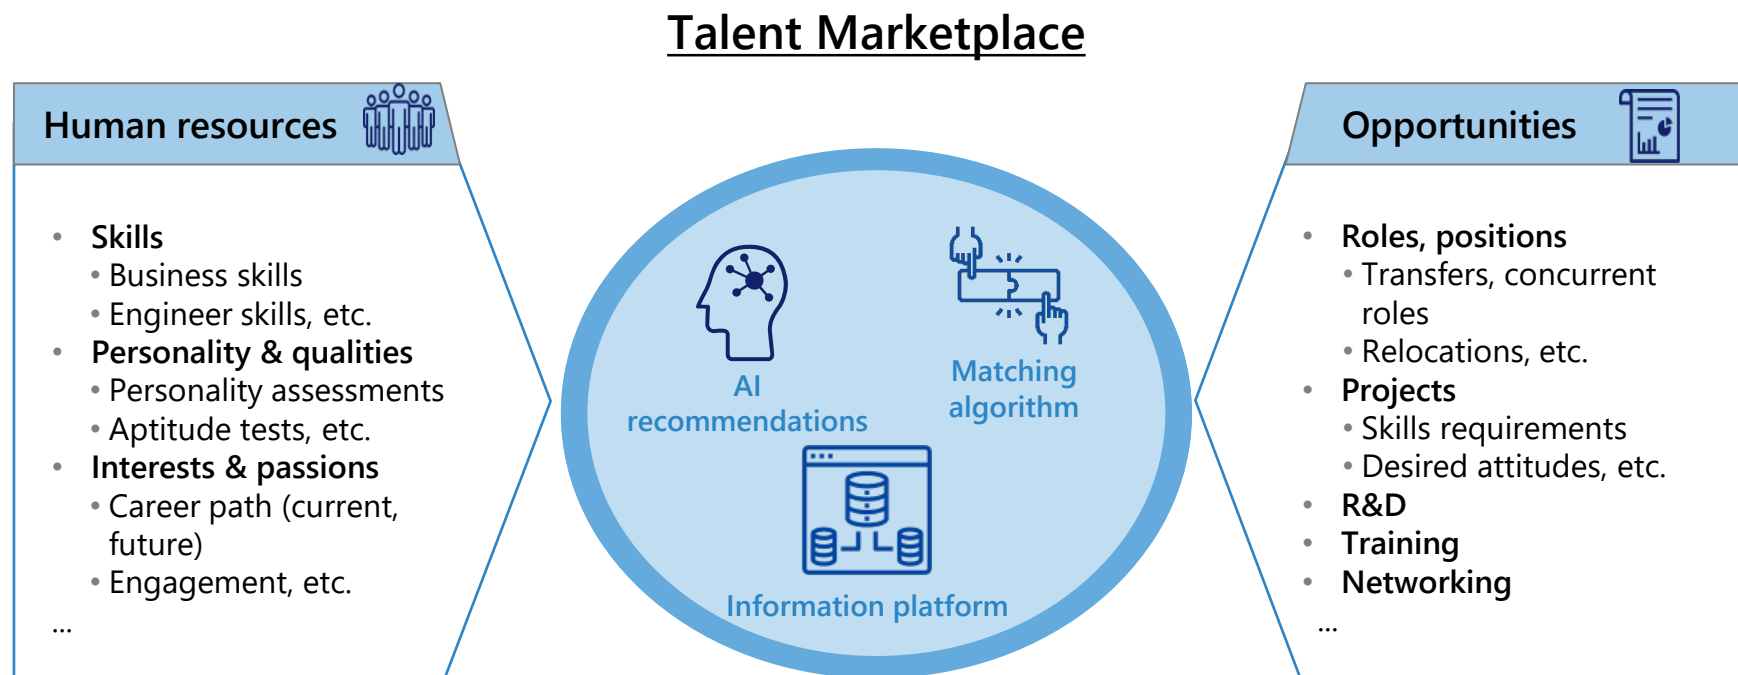 Talent Marketplace
Human resources
• Skills
• Business skills
• Engineer skills, etc.
• Personality & qualities
• Personality assessments
• Aptitude tests, etc.
• Interests & passions
• Career path (current,
future)
• Engagement, etc.
...
AI
recommendations
Matching
algorithm
Information platform
Opportunities
• Roles, positions
• Transfers, concurrent
roles
• Relocations, etc.
• Projects
• Skills requirements
• Desired attitudes, etc.
• R&D
• Training
• Networking
...